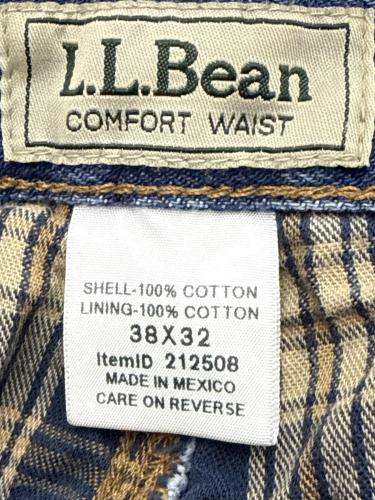 L.L.Bean
COMFORT WAIST
SHELL-100% COTTON
LINING-100% COTTON
38X32
ItemID 212508
MADE IN MEXICO
CARE ON REVERSE